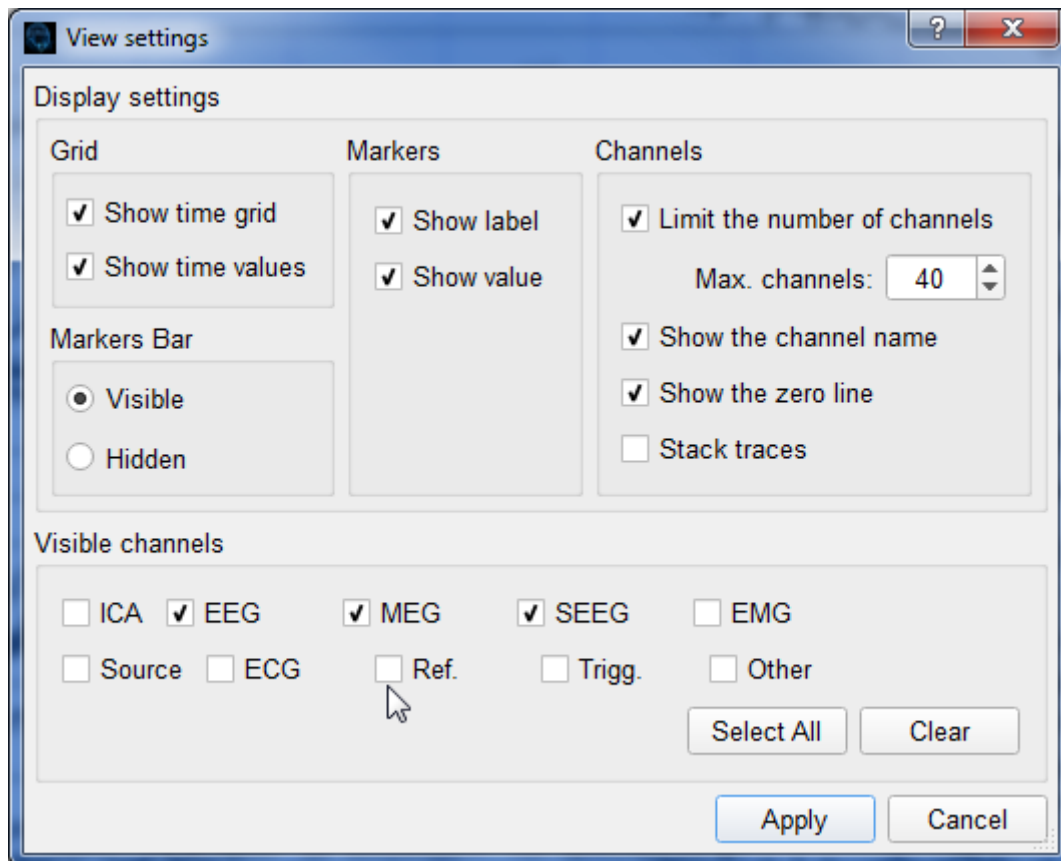 View settings
Display settings
Grid
Show time grid
Show time values
Markers Bar
Visible
Hidden
Markers
Show label
Show value
Channels
Limit the number of channels
Max. channels: 40
Show the channel name
Show the zero line
Stack traces
Visible channels
ICA EEG MEG SEEG EMG
Source ECG Ref. Trigg. Other
Select All Clear
Apply Cancel